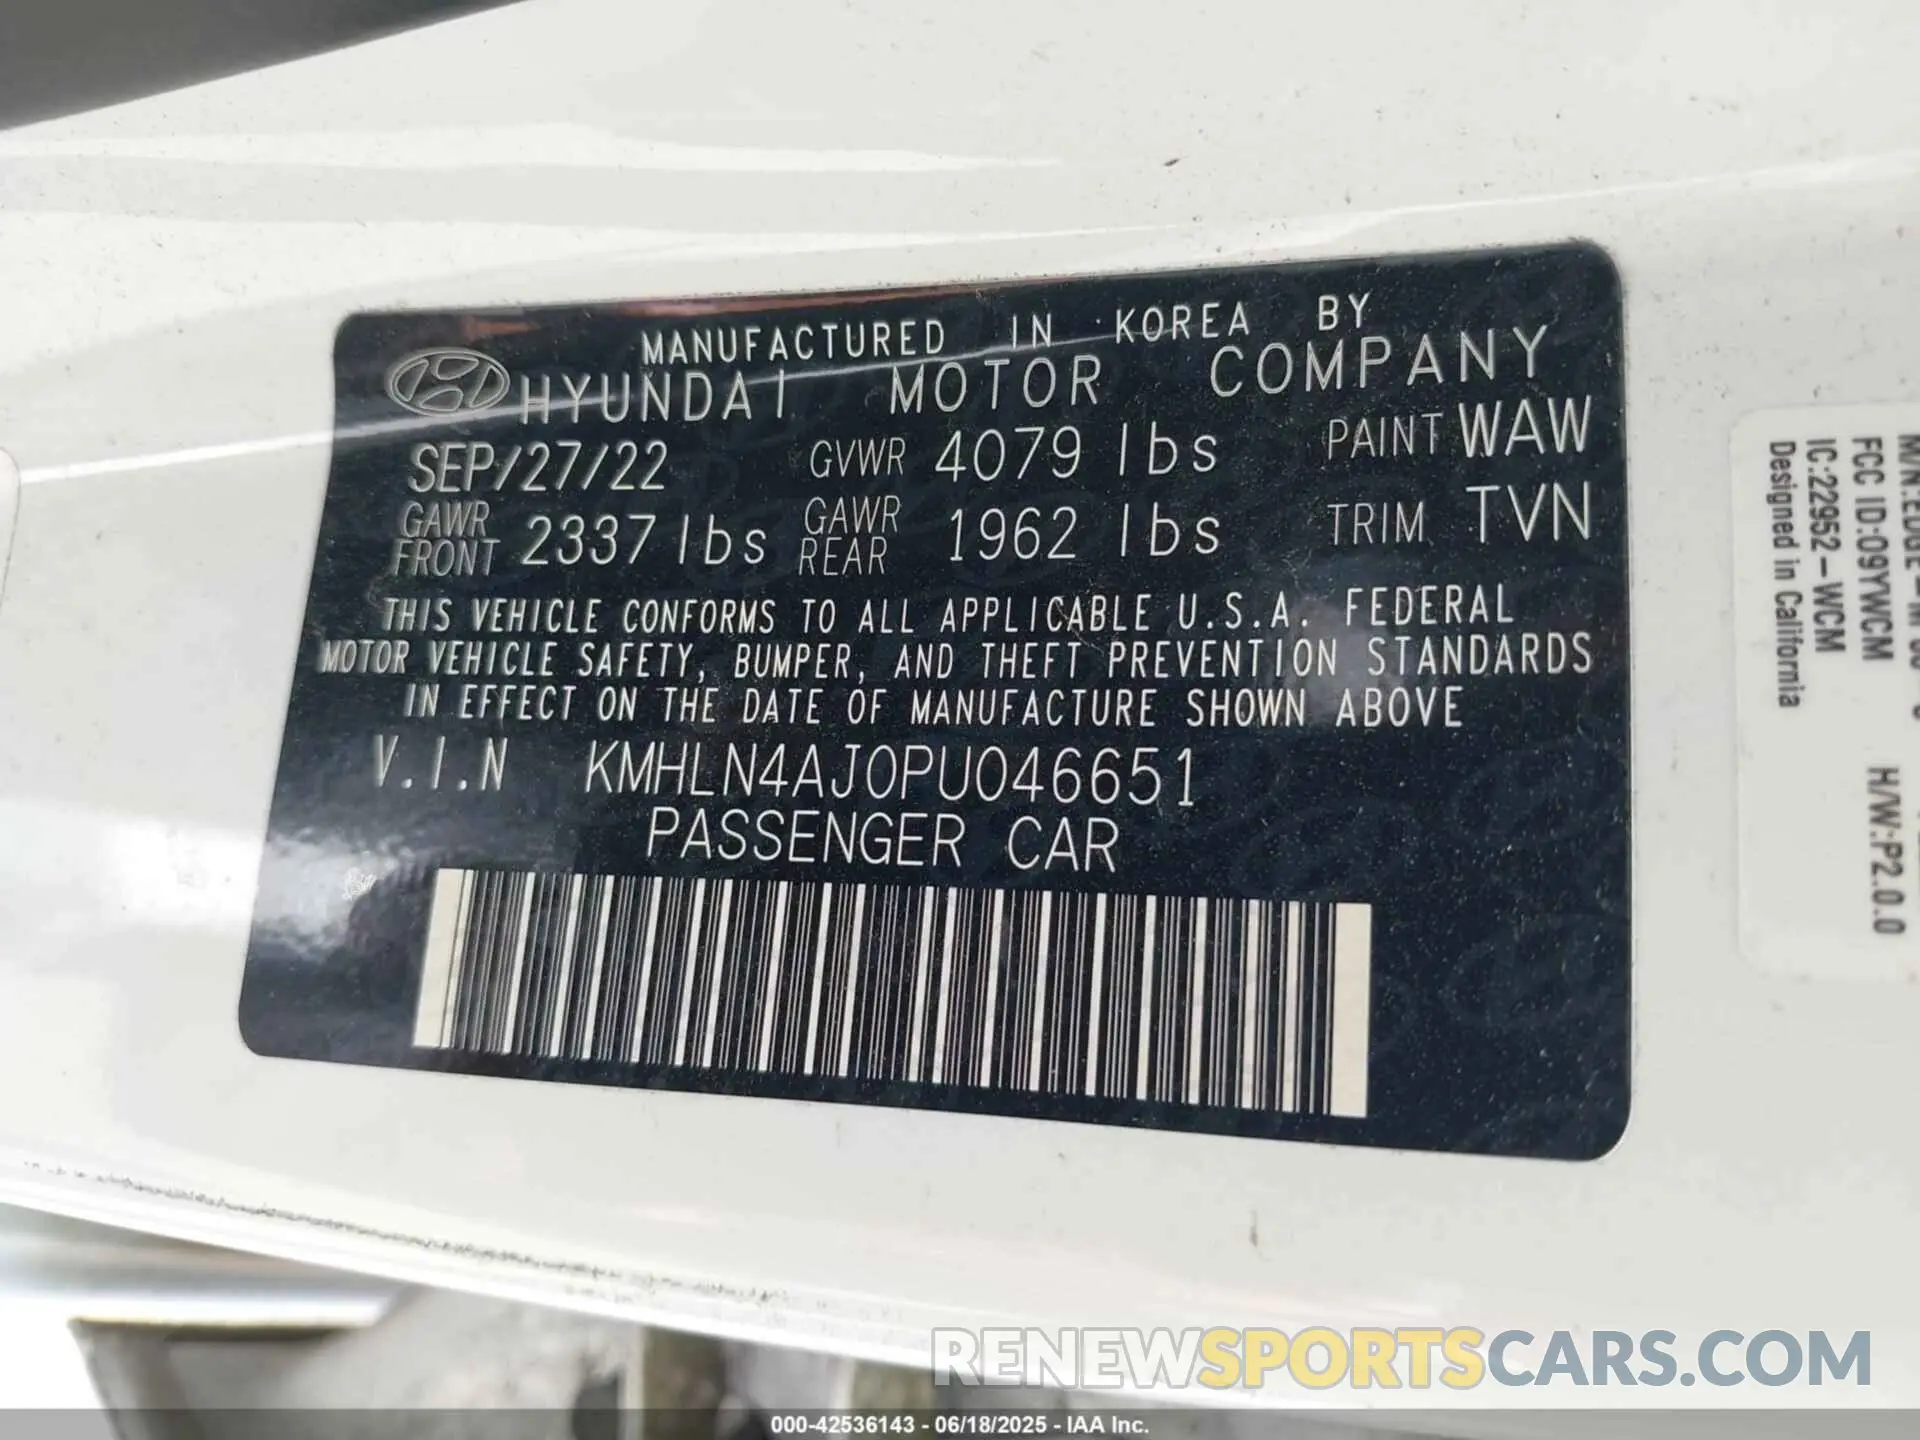 MANUFACTURED IN KOREA BY
HYUNDAI MOTOR COMPANY
SEP/27/22 GVWR 4079 lbs PAINT WAW
GAWR FRONT 2337 lbs GAWR REAR 1962 lbs TRIM TVN
THIS VEHICLE CONFORMS TO ALL APPLICABLE U.S.A. FEDERAL
MOTOR VEHICLE SAFETY, BUMPER, AND THEFT PREVENTION STANDARDS
IN EFFECT ON THE DATE OF MANUFACTURE SHOWN ABOVE
V.I.N KMHLN4AJ0PU046651
PASSENGER CAR
FCC ID:O9YWCM H/W:P2.0.0
IC:22952-WCM
Designed in California
RENEWSPORTSCARS.COM
000-42536143 - 06/18/2025 - IAA Inc.